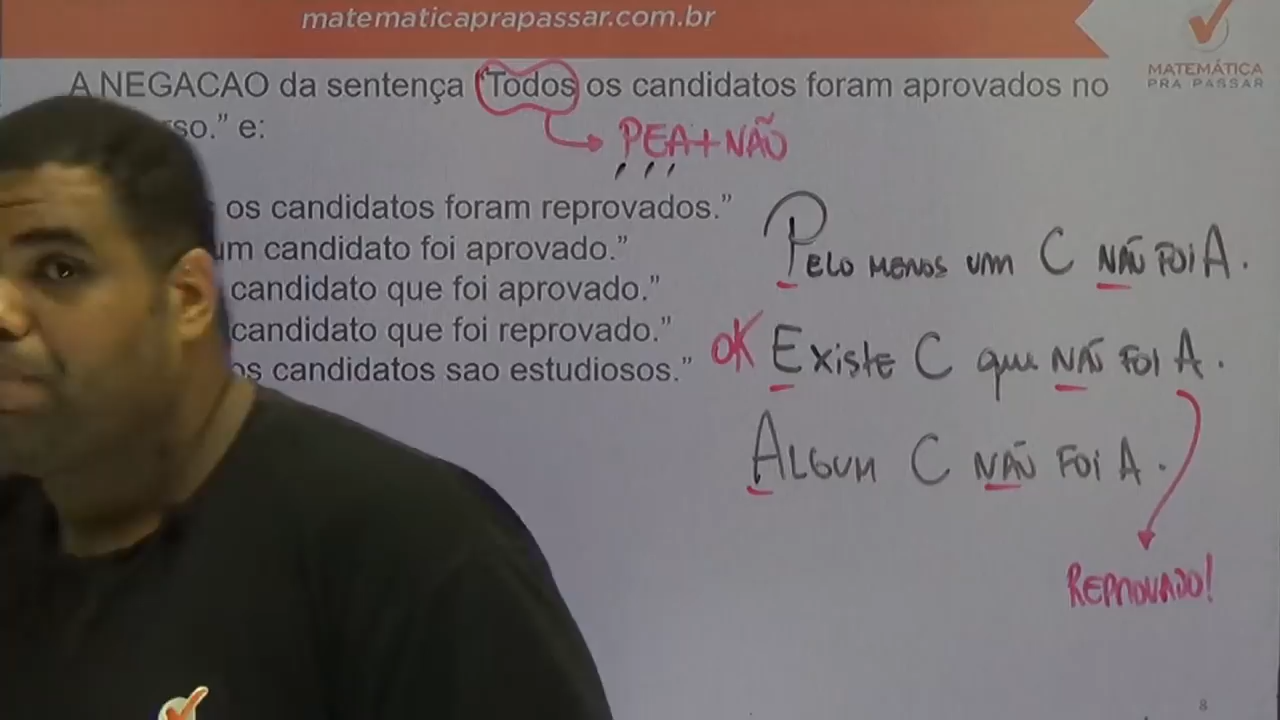 matematicaprapassar.com.br
MATEMÁTICA
PRA PASSAR
A NEGACAO da sentença “Todos os candidatos foram aprovados no
so.” e:
PEA+NÃO
os candidatos foram reprovados.”
um candidato foi aprovado.”
candidato que foi aprovado.”
candidato que foi reprovado.”
os candidatos sao estudiosos.”
PELO MENOS UM C NÃO FOI A.
OK EXISTE C que NÃO FOI A.
ALGUM C NÃO FOI A.
REPROVADO!
8